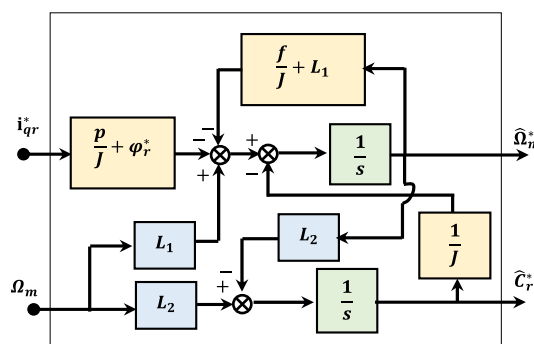 f/J + L₁
i*qr
p/J + φ*r
− −
+
+
−
1/s
Ω̂*n
L₁
L₂
1/J
Ωm
L₂
−
+
1/s
Ĉ*r